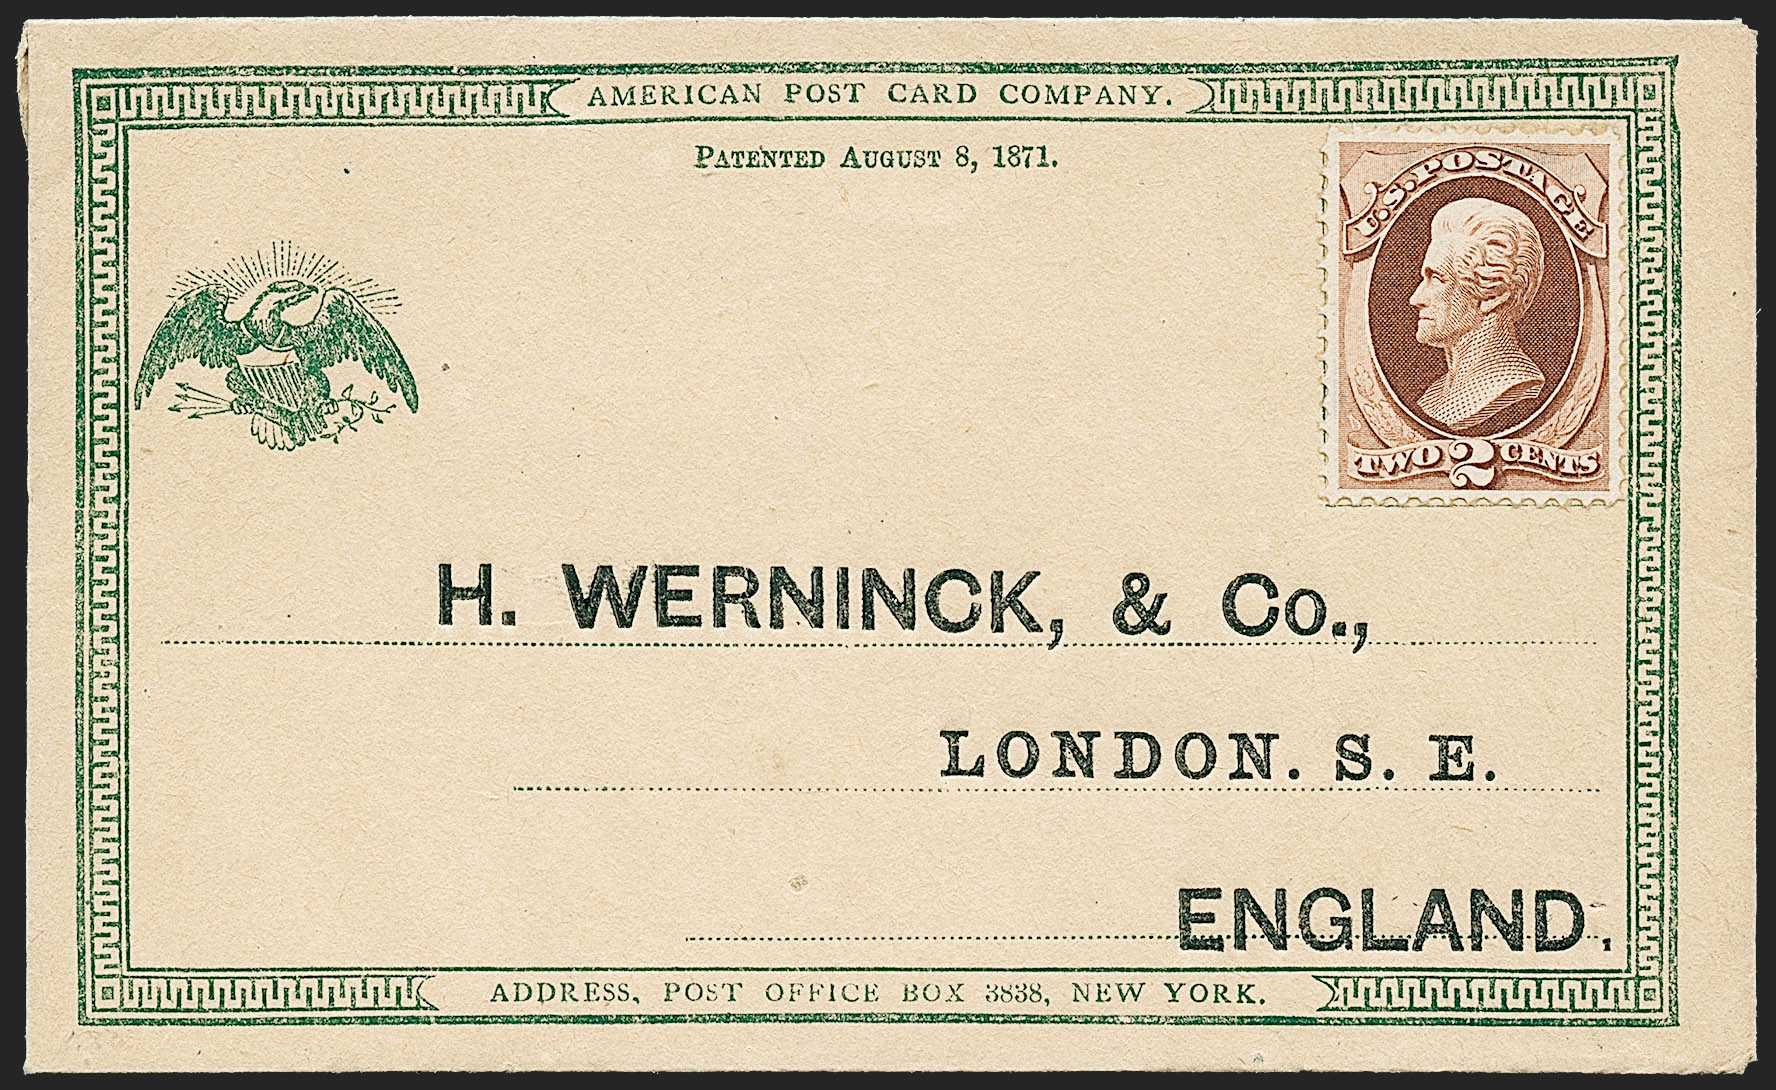 AMERICAN POST CARD COMPANY.
PATENTED AUGUST 8, 1871.
U.S. POSTAGE
TWO 2 CENTS
H. WERNINCK, & Co.,
LONDON. S. E.
ENGLAND.
ADDRESS, POST OFFICE BOX 3838, NEW YORK.